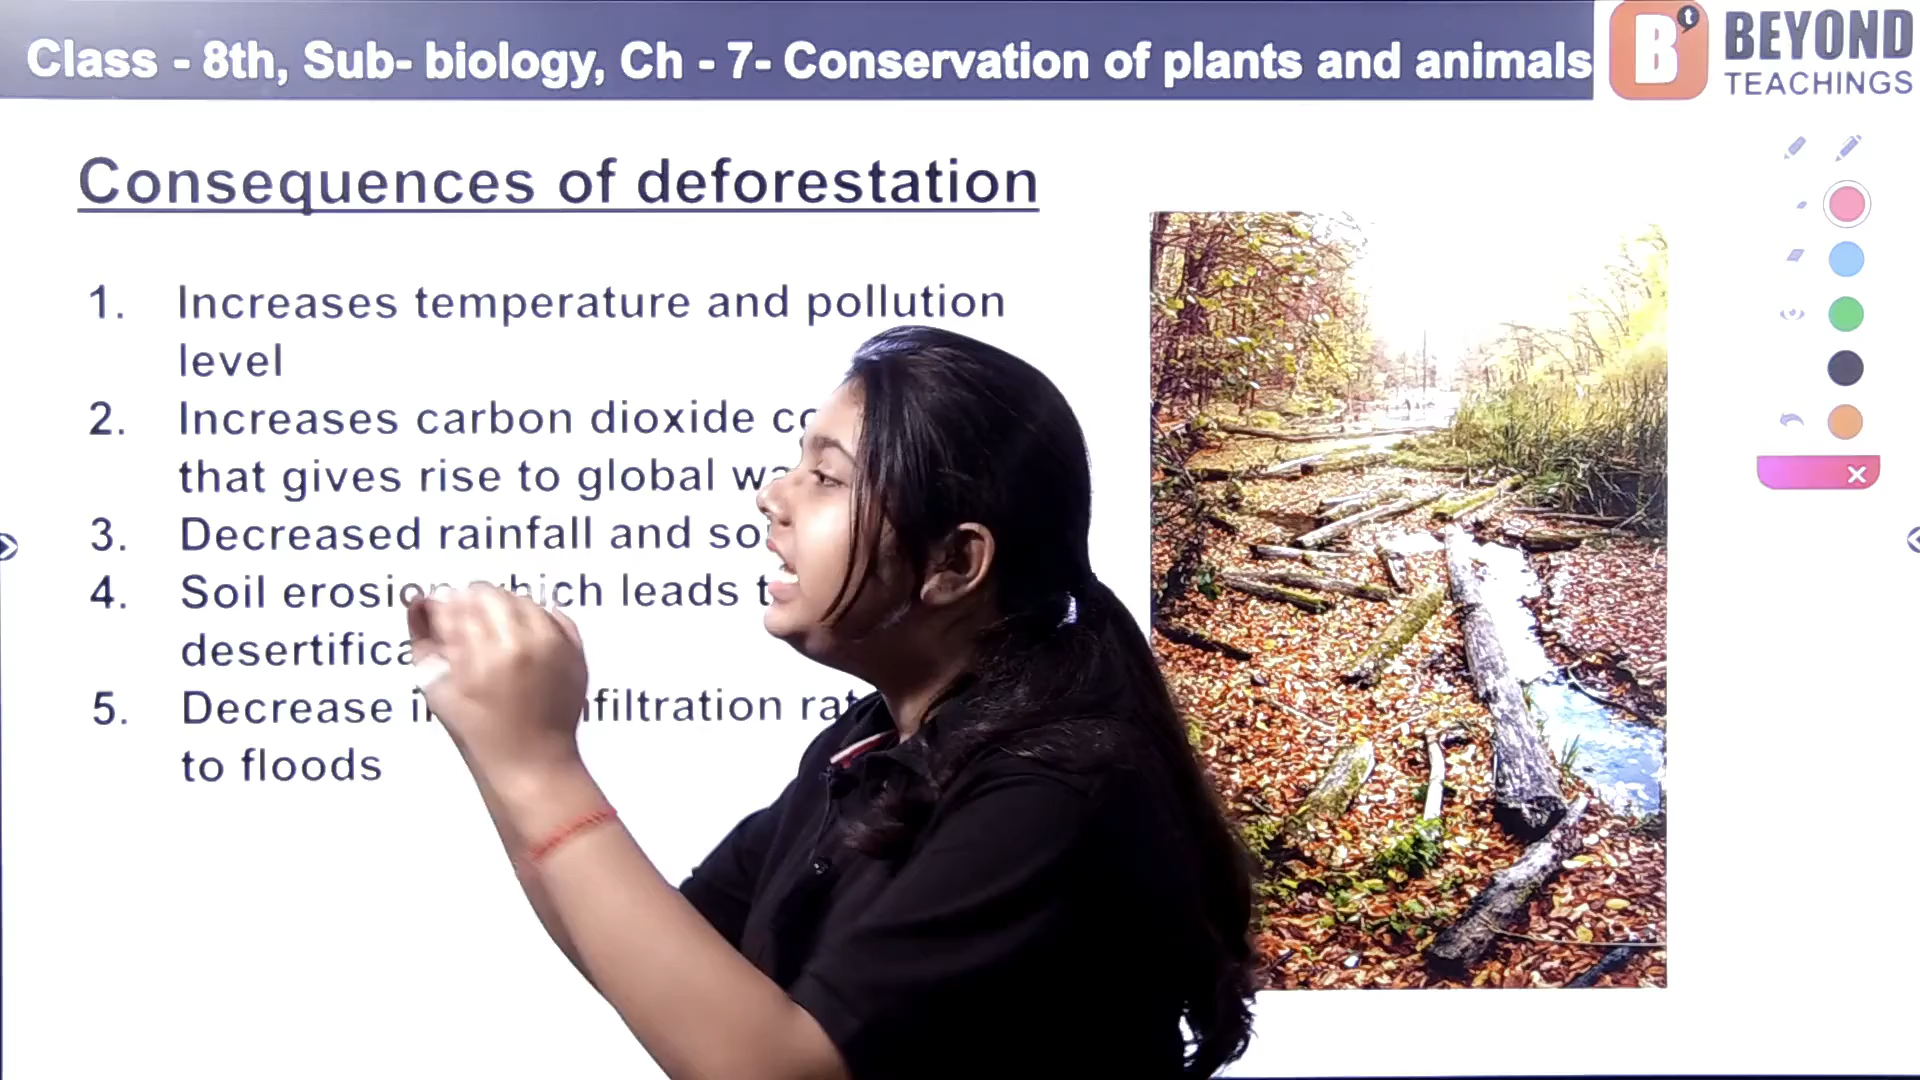 Class - 8th, Sub- biology, Ch - 7- Conservation of plants and animals
B
t
BEYOND
TEACHINGS
Consequences of deforestation
1. Increases temperature and pollution
level
2. Increases carbon dioxide
that gives rise to global
3. Decreased rainfall and
4. Soil erosion which leads
5. Decrease
to floods